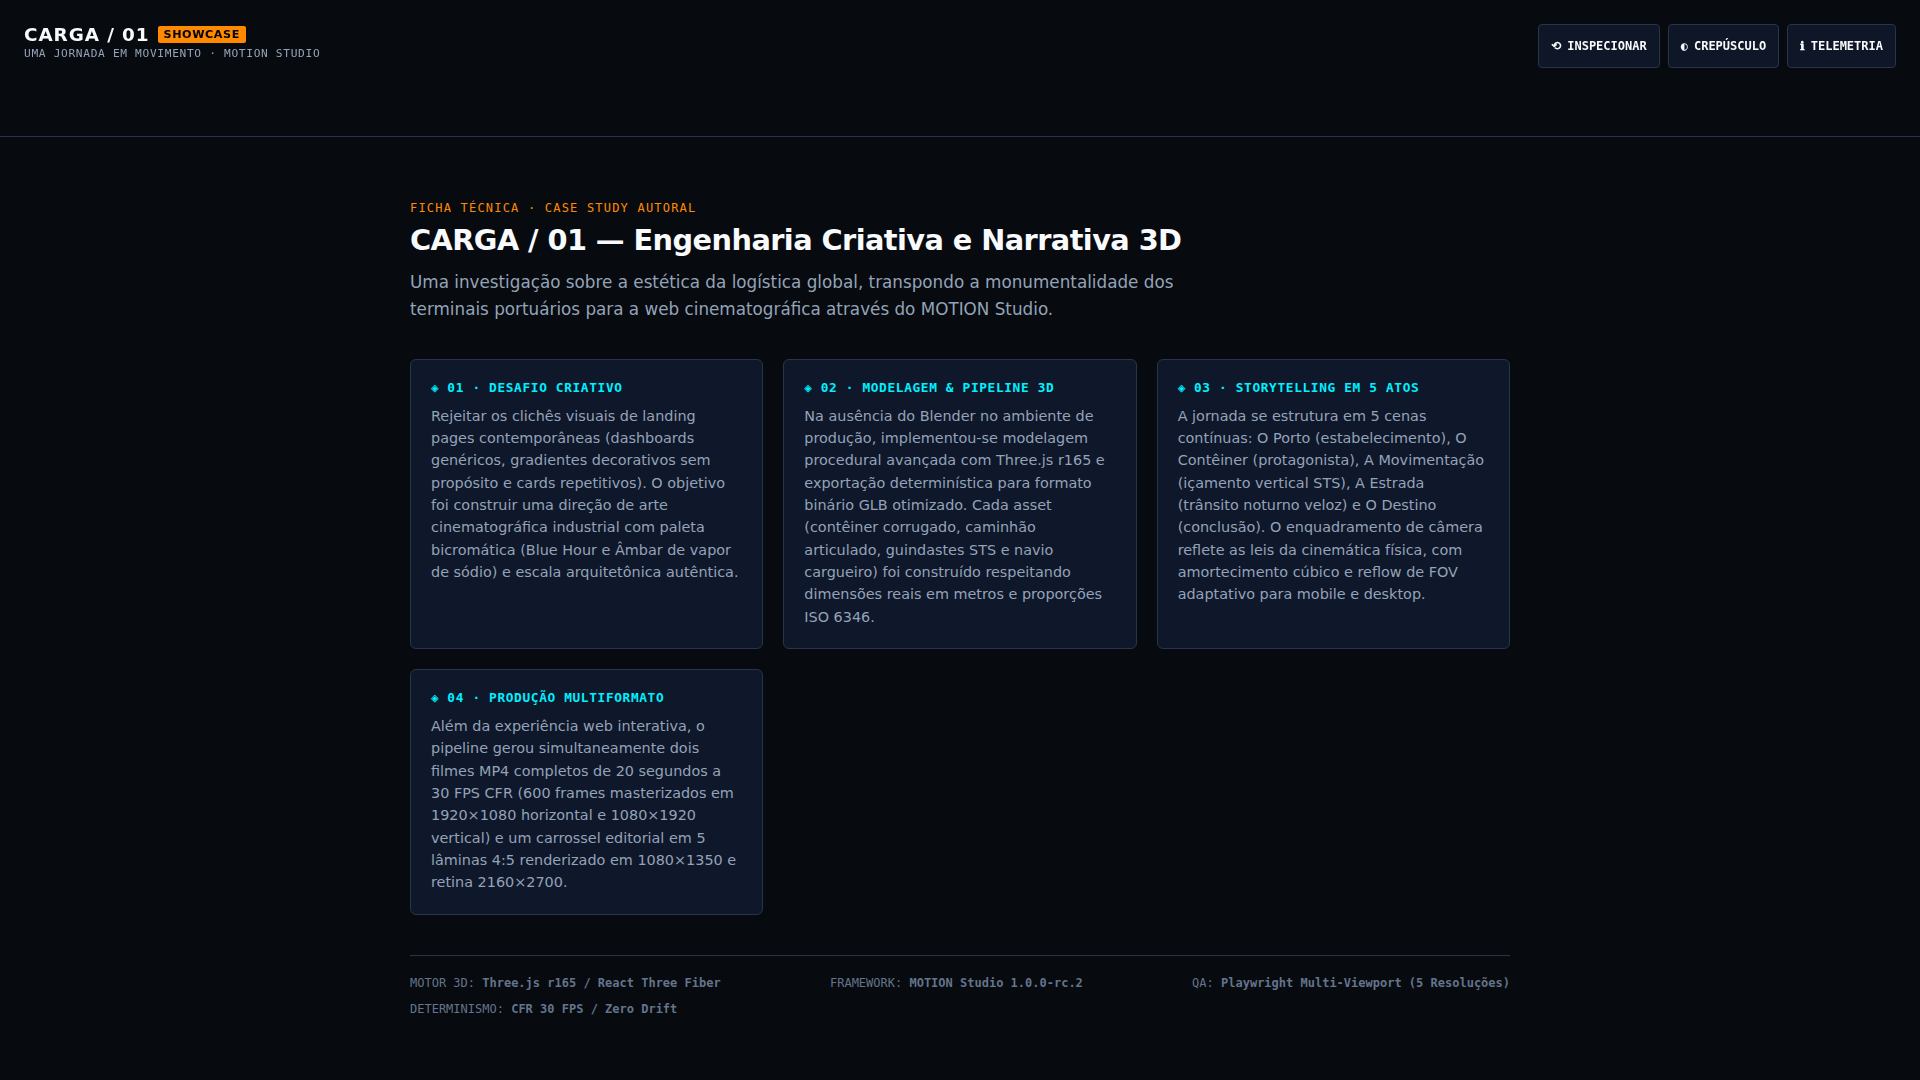 CARGA / 01 SHOWCASE
UMA JORNADA EM MOVIMENTO · MOTION STUDIO
⟲ INSPECIONAR
◐ CREPÚSCULO
ℹ TELEMETRIA
FICHA TÉCNICA · CASE STUDY AUTORAL
CARGA / 01 — Engenharia Criativa e Narrativa 3D
Uma investigação sobre a estética da logística global, transpondo a monumentalidade dos
terminais portuários para a web cinematográfica através do MOTION Studio.
◈ 01 · DESAFIO CRIATIVO
Rejeitar os clichês visuais de landing
pages contemporâneas (dashboards
genéricos, gradientes decorativos sem
propósito e cards repetitivos). O objetivo
foi construir uma direção de arte
cinematográfica industrial com paleta
bicromática (Blue Hour e Âmbar de vapor
de sódio) e escala arquitetônica autêntica.
◈ 02 · MODELAGEM & PIPELINE 3D
Na ausência do Blender no ambiente de
produção, implementou-se modelagem
procedural avançada com Three.js r165 e
exportação determinística para formato
binário GLB otimizado. Cada asset
(contêiner corrugado, caminhão
articulado, guindastes STS e navio
cargueiro) foi construído respeitando
dimensões reais em metros e proporções
ISO 6346.
◈ 03 · STORYTELLING EM 5 ATOS
A jornada se estrutura em 5 cenas
contínuas: O Porto (estabelecimento), O
Contêiner (protagonista), A Movimentação
(içamento vertical STS), A Estrada
(trânsito noturno veloz) e O Destino
(conclusão). O enquadramento de câmera
reflete as leis da cinemática física, com
amortecimento cúbico e reflow de FOV
adaptativo para mobile e desktop.
◈ 04 · PRODUÇÃO MULTIFORMATO
Além da experiência web interativa, o
pipeline gerou simultaneamente dois
filmes MP4 completos de 20 segundos a
30 FPS CFR (600 frames masterizados em
1920×1080 horizontal e 1080×1920
vertical) e um carrossel editorial em 5
lâminas 4:5 renderizado em 1080×1350 e
retina 2160×2700.
MOTOR 3D: Three.js r165 / React Three Fiber
FRAMEWORK: MOTION Studio 1.0.0-rc.2
QA: Playwright Multi-Viewport (5 Resoluções)
DETERMINISMO: CFR 30 FPS / Zero Drift